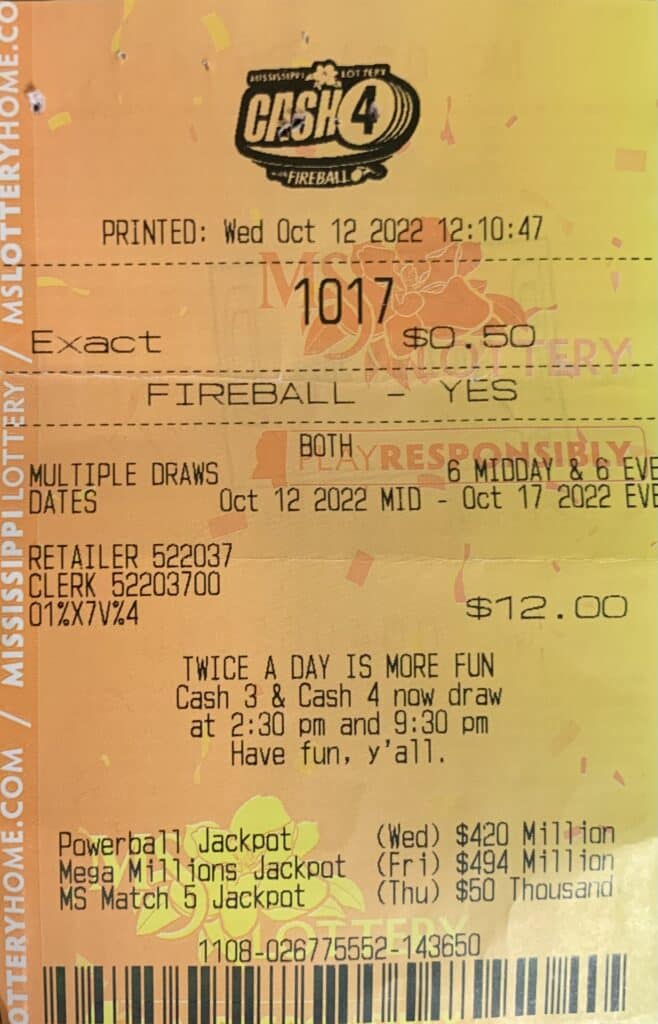 MISSISSIPPI LOTTERY
CASH 4
FIREBALL
PRINTED: Wed Oct 12 2022 12:10:47
1017
Exact $0.50
FIREBALL - YES
BOTH
MULTIPLE DRAWS 6 MIDDAY & 6 EVE
DATES Oct 12 2022 MID - Oct 17 2022 EVE
RETAILER 522037
CLERK 52203700
01%X7V%4
$12.00
TWICE A DAY IS MORE FUN
Cash 3 & Cash 4 now draw
at 2:30 pm and 9:30 pm
Have fun, y'all.
Powerball Jackpot (Wed) $420 Million
Mega Millions Jackpot (Fri) $494 Million
MS Match 5 Jackpot (Thu) $50 Thousand
1108-026775552-143650
OTTERYHOME.COM / MISSISSIPPI LOTTERY / MSLOTTERYHOME.CO
MS
LOTTERY
PLAY RESPONSIBLY
LOTTERY